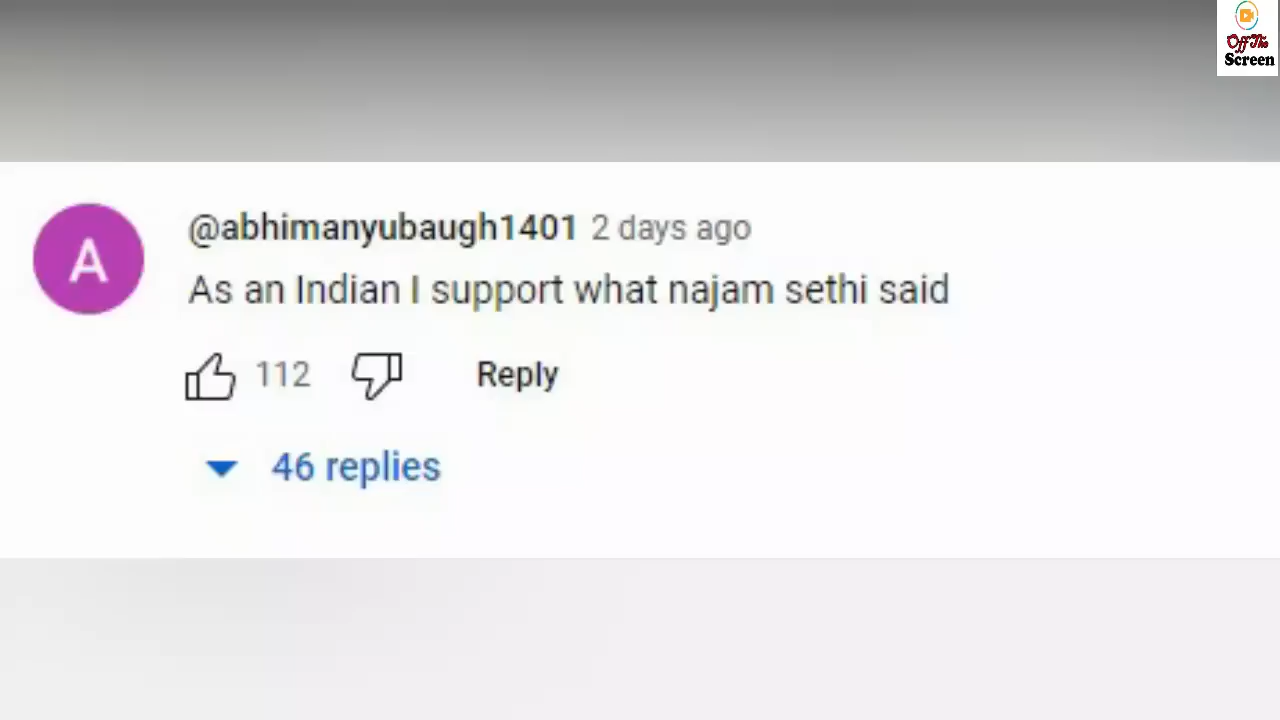 Off The
Screen
A
@abhimanyubaugh1401 2 days ago
As an Indian I support what najam sethi said
112 Reply
46 replies